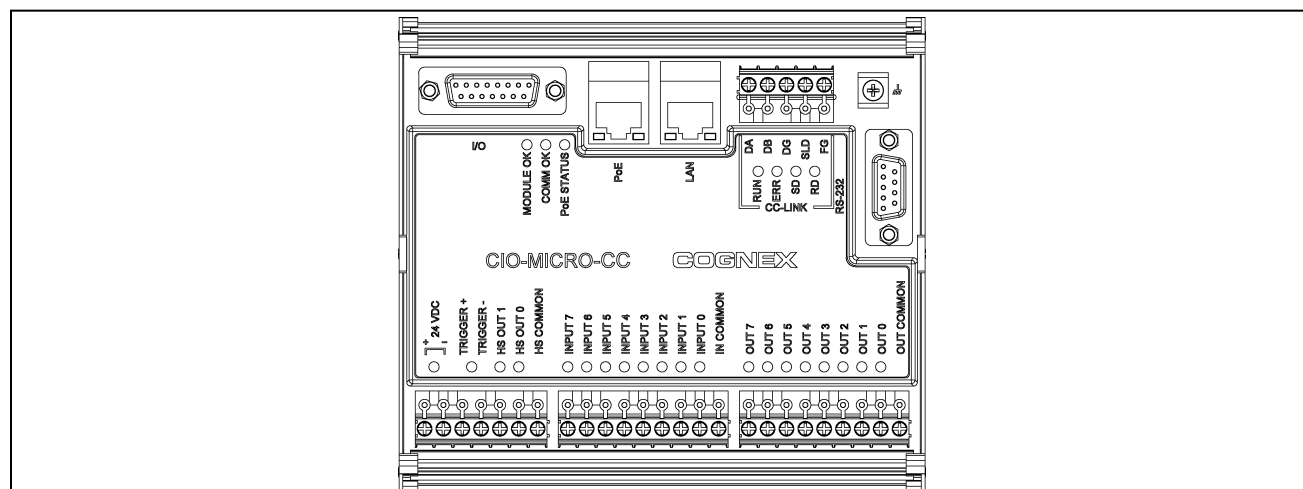 I/O
MODULE OK
COMM OK
PoE STATUS
PoE
LAN
DA
DB
DG
SLD
FG
RUN
ERR
SD
RD
CC-LINK
RS-232
CIO-MICRO-CC
COGNEX
+
-
24 VDC
TRIGGER +
TRIGGER -
HS OUT 1
HS OUT 0
HS COMMON
INPUT 7
INPUT 6
INPUT 5
INPUT 4
INPUT 3
INPUT 2
INPUT 1
INPUT 0
IN COMMON
OUT 7
OUT 6
OUT 5
OUT 4
OUT 3
OUT 2
OUT 1
OUT 0
OUT COMMON